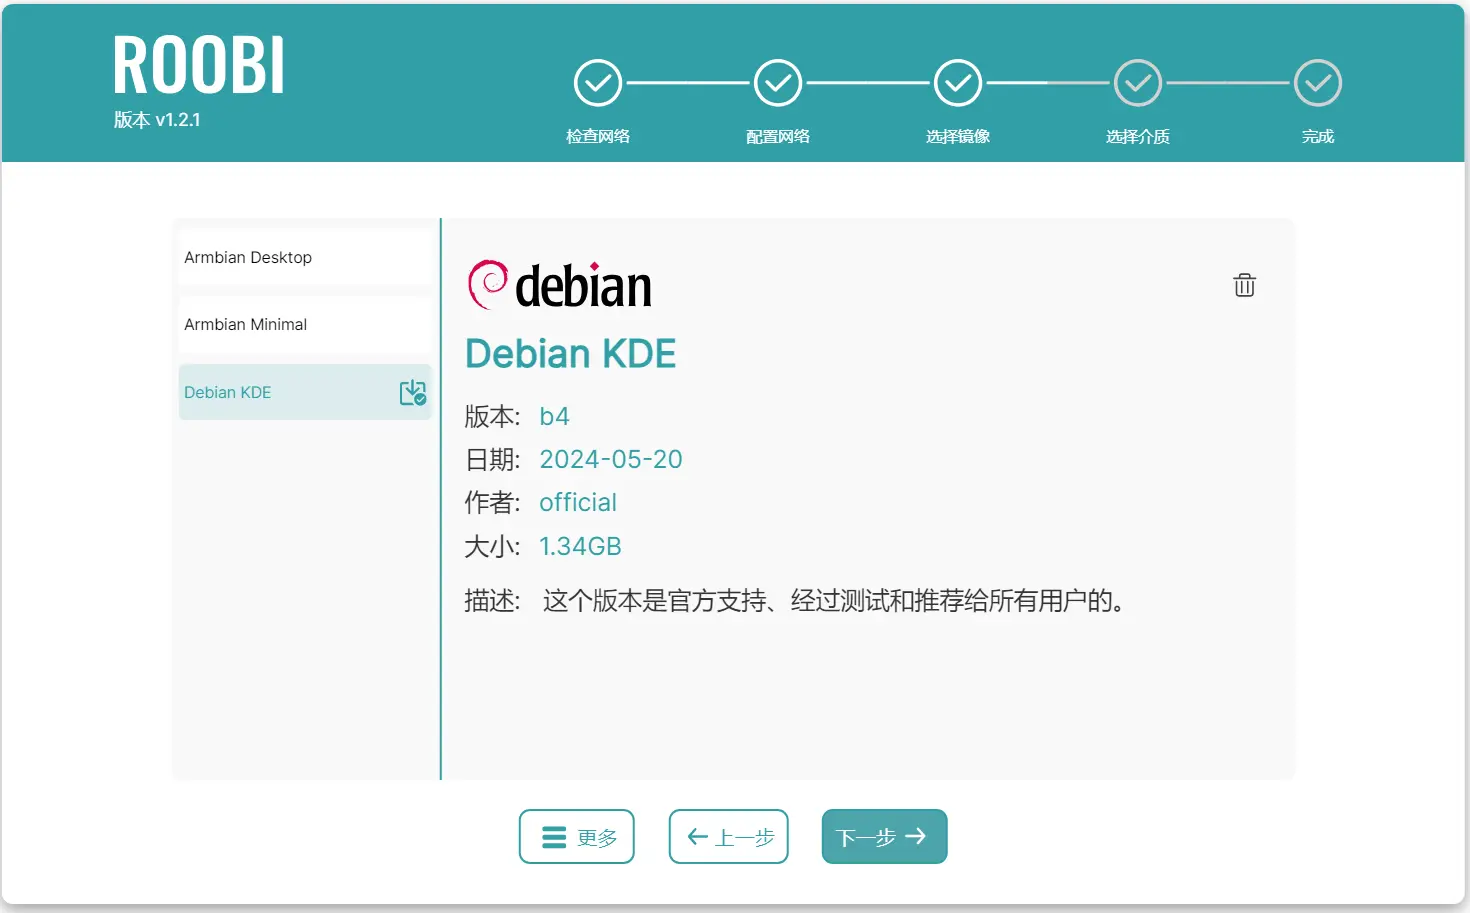 ROOBI
版本 v1.2.1
检查网络
配置网络
选择镜像
选择介质
完成
Armbian Desktop
Armbian Minimal
Debian KDE
debian
Debian KDE
版本: b4
日期: 2024-05-20
作者: official
大小: 1.34GB
描述: 这个版本是官方支持、经过测试和推荐给所有用户的。
更多
上一步
下一步